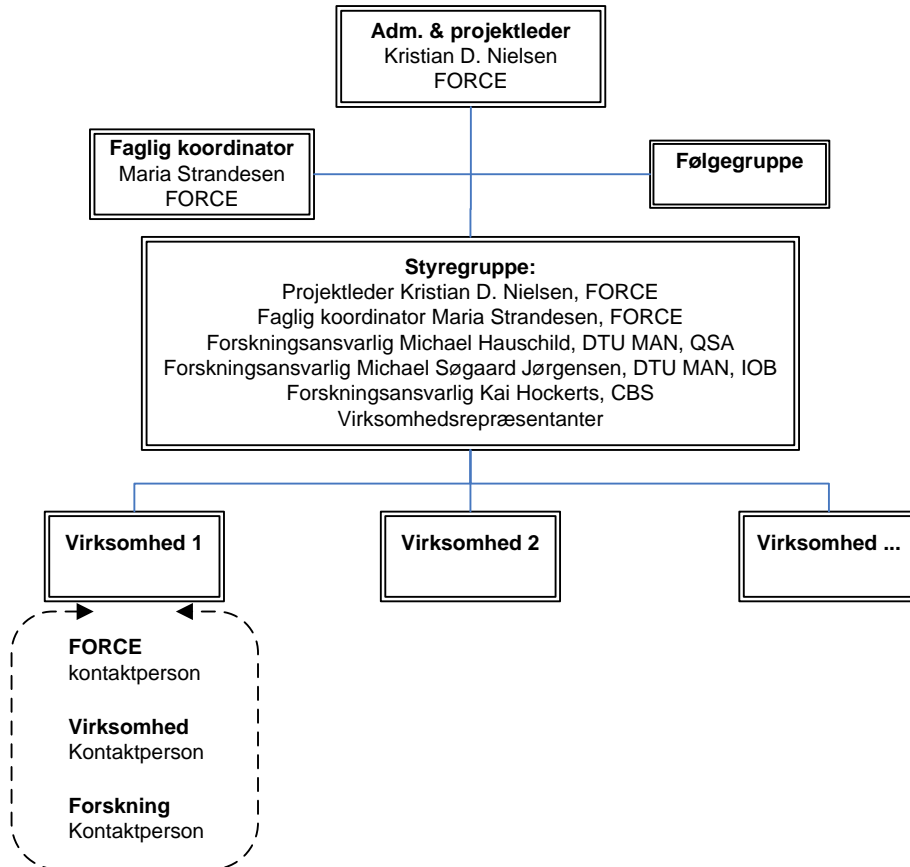 Adm. & projektleder
Kristian D. Nielsen
FORCE
Faglig koordinator
Maria Strandesen
FORCE
Følgegruppe
Styregruppe:
Projektleder Kristian D. Nielsen, FORCE
Faglig koordinator Maria Strandesen, FORCE
Forskningsansvarlig Michael Hauschild, DTU MAN, QSA
Forskningsansvarlig Michael Søgaard Jørgensen, DTU MAN, IOB
Forskningsansvarlig Kai Hockerts, CBS
Virksomhedsrepræsentanter
Virksomhed 1
Virksomhed 2
Virksomhed ...
FORCE
kontaktperson
Virksomhed
Kontaktperson
Forskning
Kontaktperson